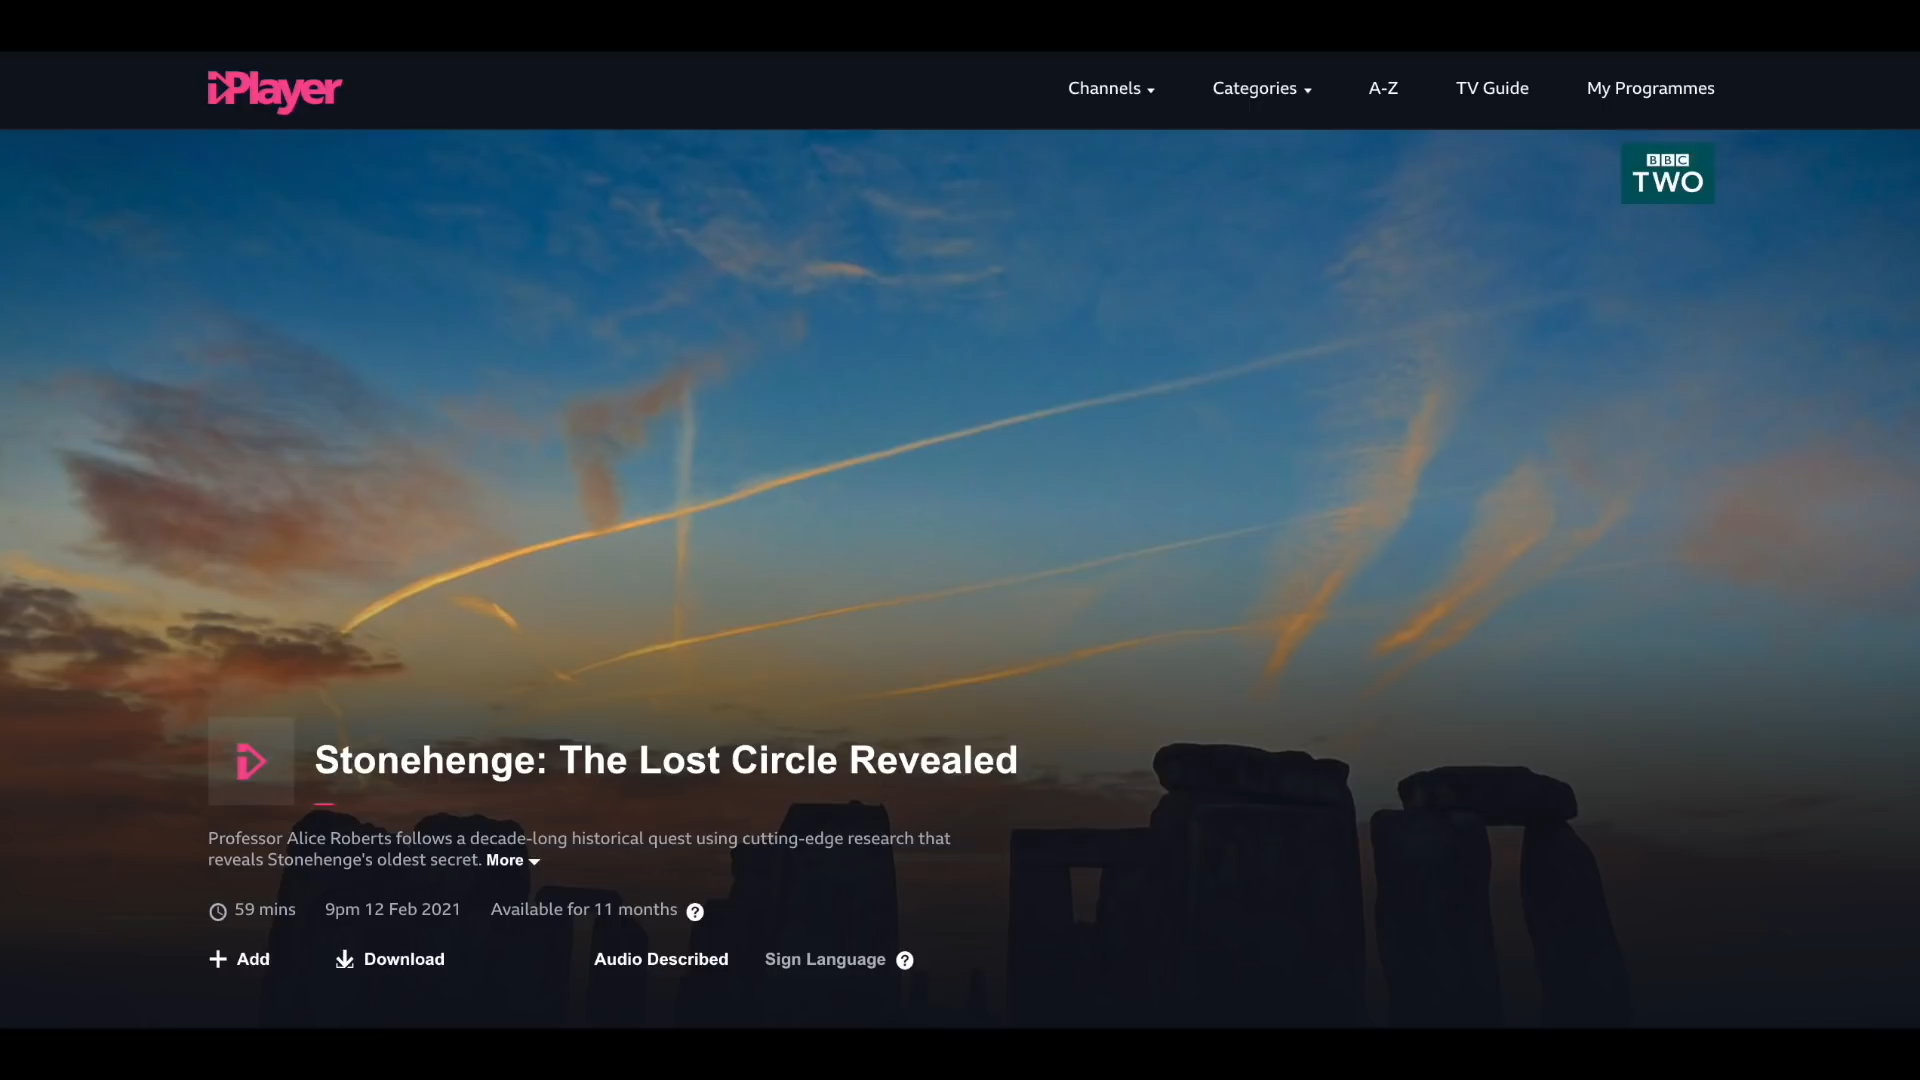 iPlayer
Channels
Categories
A-Z
TV Guide
My Programmes
BBC
TWO
Stonehenge: The Lost Circle Revealed
Professor Alice Roberts follows a decade-long historical quest using cutting-edge research that
reveals Stonehenge's oldest secret. More
59 mins
9pm 12 Feb 2021
Available for 11 months ?
+ Add
Download
Audio Described
Sign Language ?